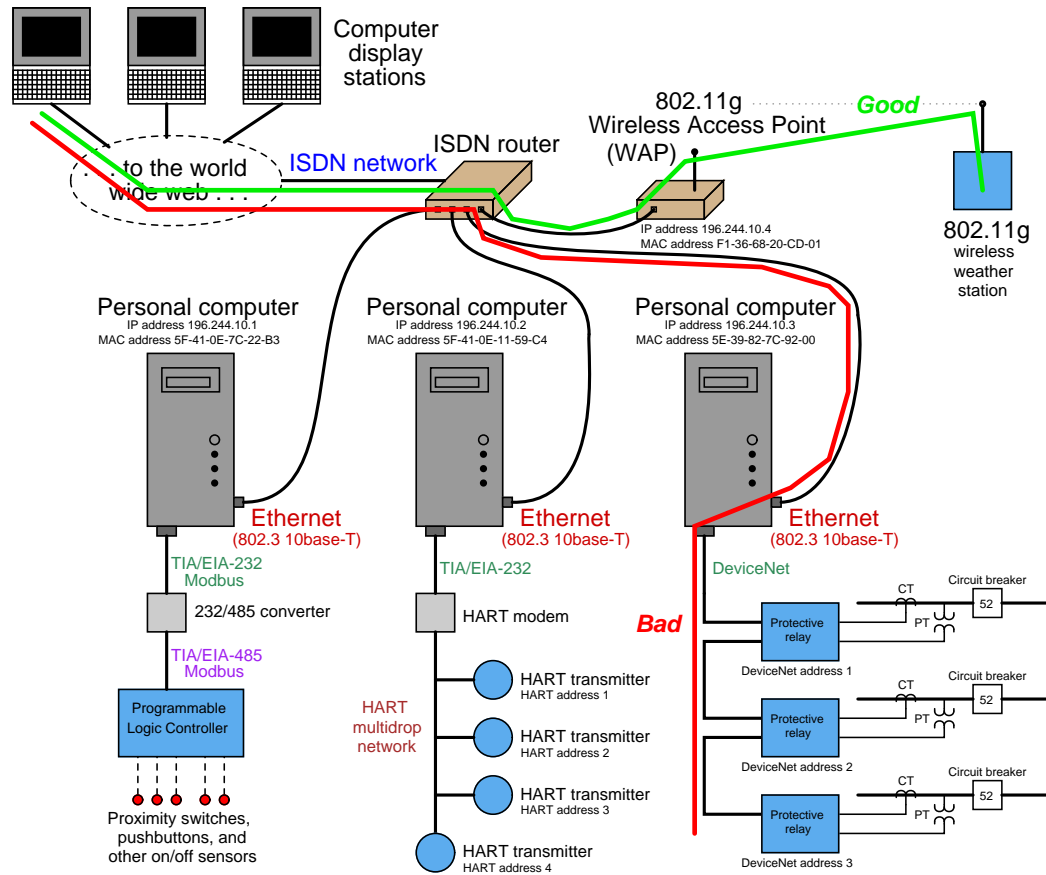 Computer
display
stations
. . . to the world
wide web . . .
ISDN network
ISDN router
802.11g
Wireless Access Point
(WAP)
Good
IP address 196.244.10.4
MAC address F1-36-68-20-CD-01
802.11g
wireless
weather
station
Personal computer
IP address 196.244.10.1
MAC address 5F-41-0E-7C-22-B3
Ethernet
(802.3 10base-T)
TIA/EIA-232
Modbus
232/485 converter
TIA/EIA-485
Modbus
Programmable
Logic Controller
Proximity switches,
pushbuttons, and
other on/off sensors
Personal computer
IP address 196.244.10.2
MAC address 5F-41-0E-11-59-C4
Ethernet
(802.3 10base-T)
TIA/EIA-232
HART modem
HART
multidrop
network
HART transmitter
HART address 1
HART transmitter
HART address 2
HART transmitter
HART address 3
HART transmitter
HART address 4
Personal computer
IP address 196.244.10.3
MAC address 5E-39-82-7C-92-00
Ethernet
(802.3 10base-T)
DeviceNet
Bad
Protective
relay
DeviceNet address 1
CT
PT
Circuit breaker
52
Protective
relay
DeviceNet address 2
CT
PT
Circuit breaker
52
Protective
relay
DeviceNet address 3
CT
PT
Circuit breaker
52